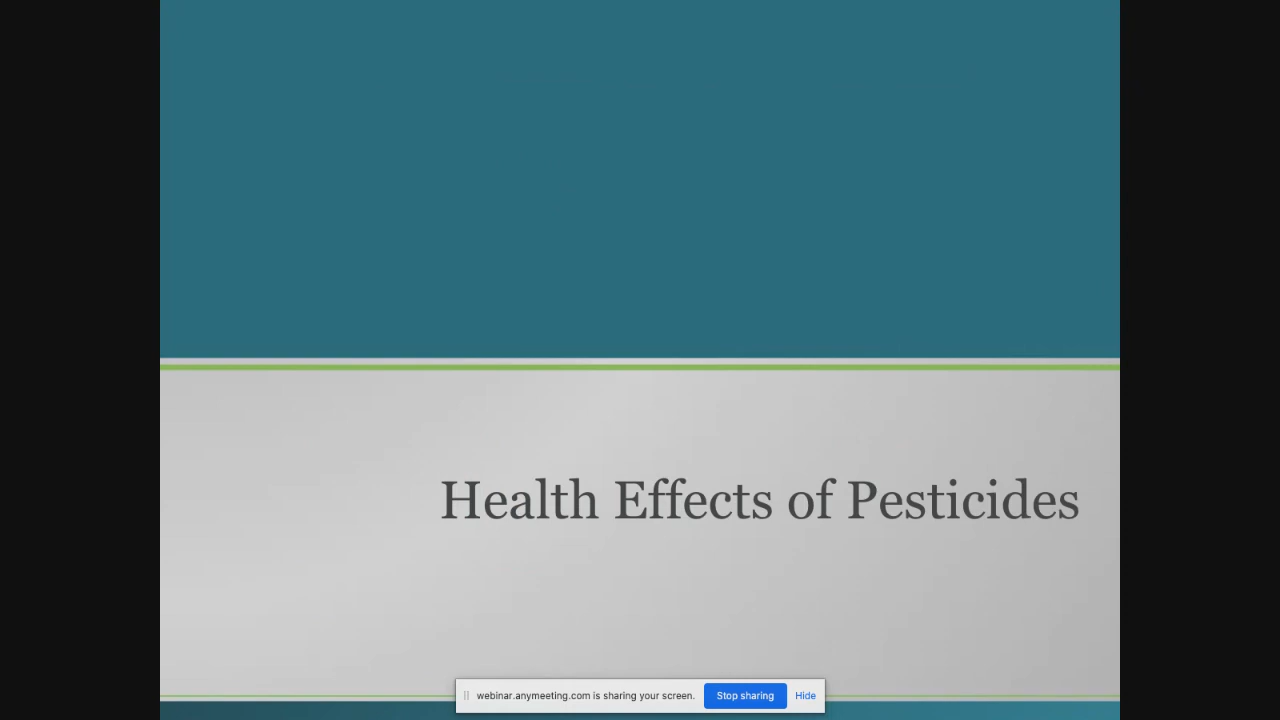 Health Effects of Pesticides
webinar.anymeeting.com is sharing your screen. Stop sharing Hide